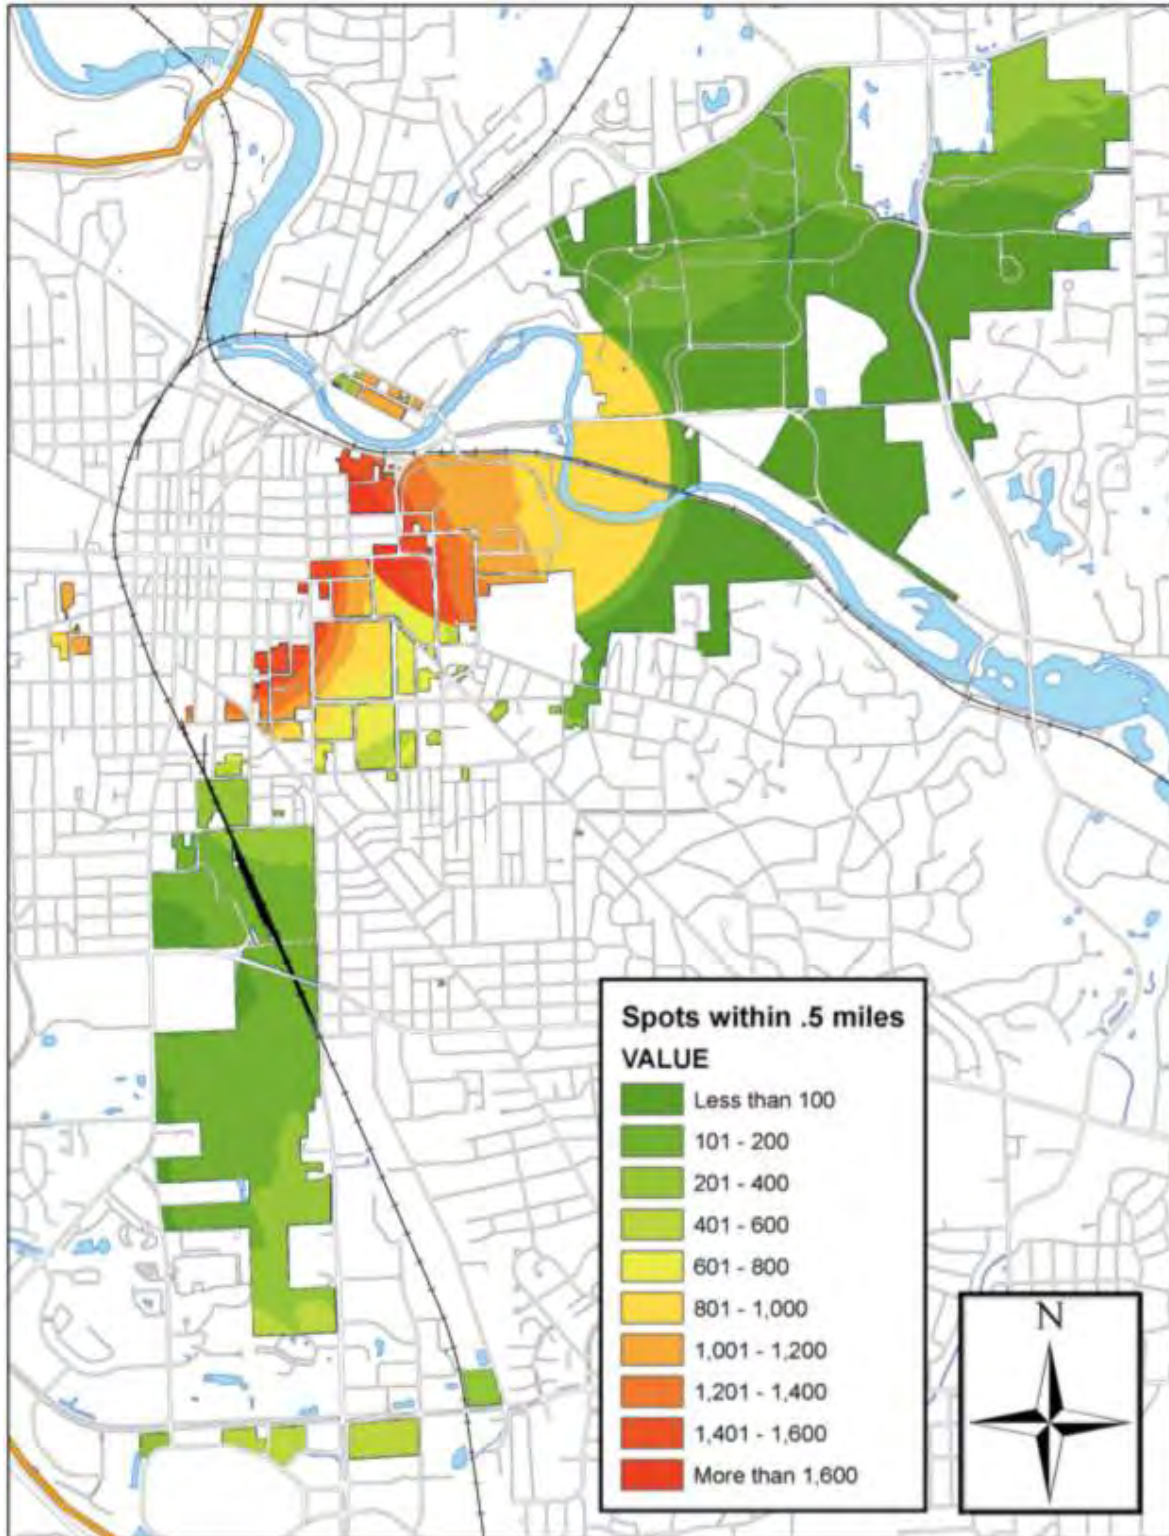 Spots within .5 miles
VALUE
Less than 100
101 - 200
201 - 400
401 - 600
601 - 800
801 - 1,000
1,001 - 1,200
1,201 - 1,400
1,401 - 1,600
More than 1,600
N